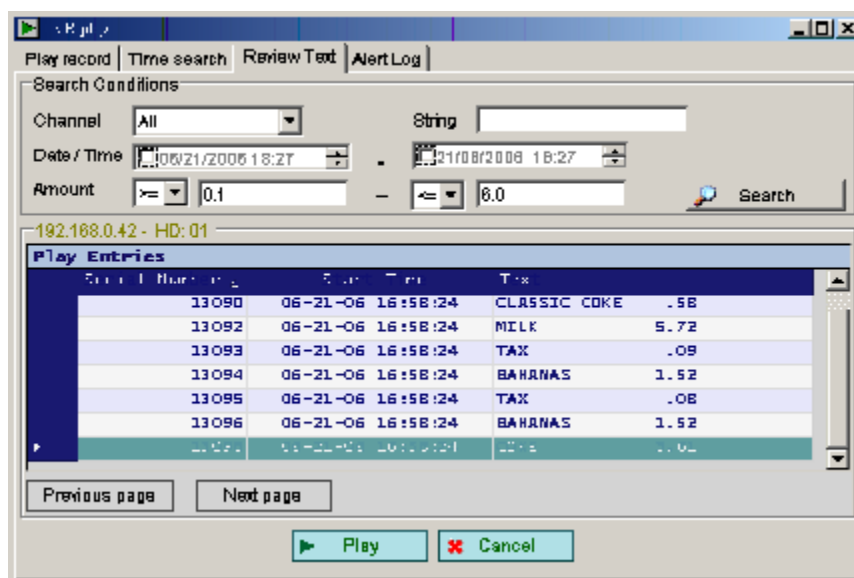 Play record Time search Review Text Alert Log
Search Conditions
Channel All String
Date / Time 06/21/2006 18:27 - 21/08/2006 18:27
Amount >= 0.1 – <= 6.0 Search
192.168.0.42 - HD: 01
Play Entries
Start Time Text
13090 06-21-06 16:58:24 CLASSIC COKE .58
13092 06-21-06 16:58:24 MILK 5.72
13093 06-21-06 16:58:24 TAX .09
13094 06-21-06 16:58:24 BAHANAS 1.52
13095 06-21-06 16:58:24 TAX .08
13096 06-21-06 16:58:24 BAHANAS 1.52
Previous page Next page
Play Cancel